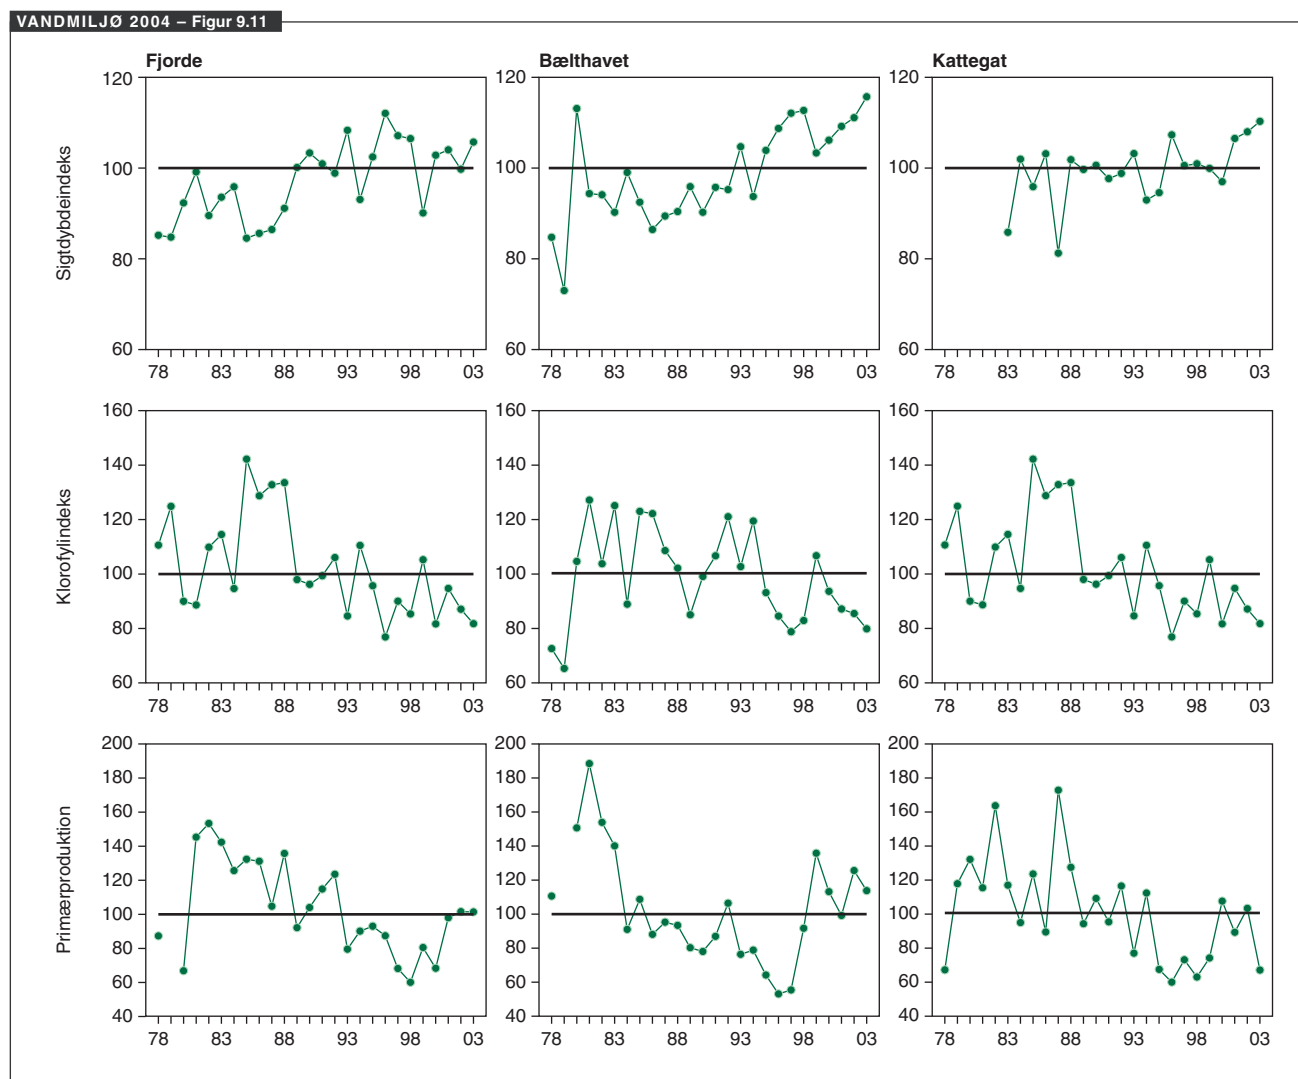 VANDMILJØ 2004 – Figur 9.11
Fjorde Bælthavet Kattegat
Sigtdybdeindeks
120 100 80 60
78 83 88 93 98 03
120 100 80 60
78 83 88 93 98 03
120 100 80 60
78 83 88 93 98 03
Klorofylindeks
160 140 120 100 80 60
78 83 88 93 98 03
160 140 120 100 80 60
78 83 88 93 98 03
160 140 120 100 80 60
78 83 88 93 98 03
Primærproduktion
200 180 160 140 120 100 80 60 40
78 83 88 93 98 03
200 180 160 140 120 100 80 60 40
78 83 88 93 98 03
200 180 160 140 120 100 80 60 40
78 83 88 93 98 03